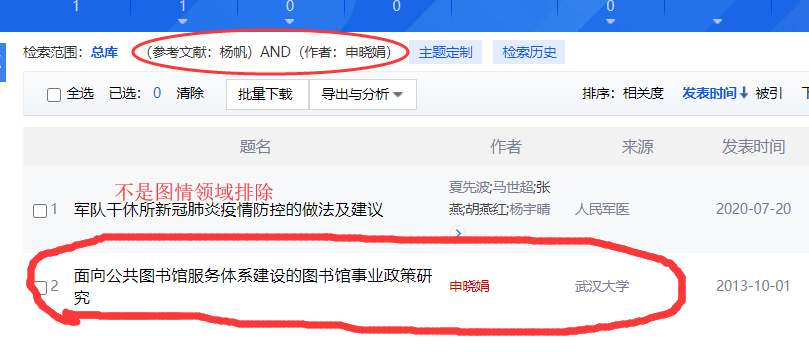 1 1 0 0 0
检索范围：总库 （参考文献：杨帆）AND（作者：申晓娟） 主题定制 检索历史
全选 已选：0 清除 批量下载 导出与分析 排序：相关度 发表时间↓ 被引
题名 作者 来源 发表时间
不是图情领域排除
1 军队干休所新冠肺炎疫情防控的做法及建议 夏先波;马世超;张 人民军医 2020-07-20
燕;胡燕红;杨宇晴
2 面向公共图书馆服务体系建设的图书馆事业政策研 申晓娟 武汉大学 2013-10-01
究